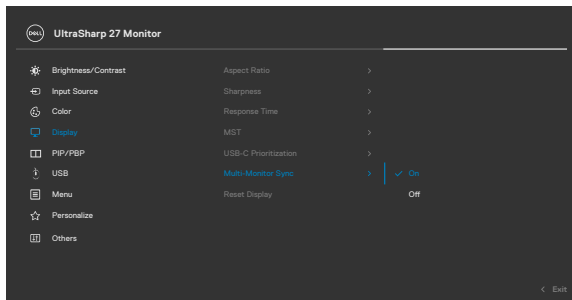 DELL UltraSharp 27 Monitor
Brightness/Contrast
Input Source
Color
Display
PIP/PBP
USB
Menu
Personalize
Others
Aspect Ratio
Sharpness
Response Time
MST
USB-C Prioritization
Multi-Monitor Sync
Reset Display
On
Off
Exit